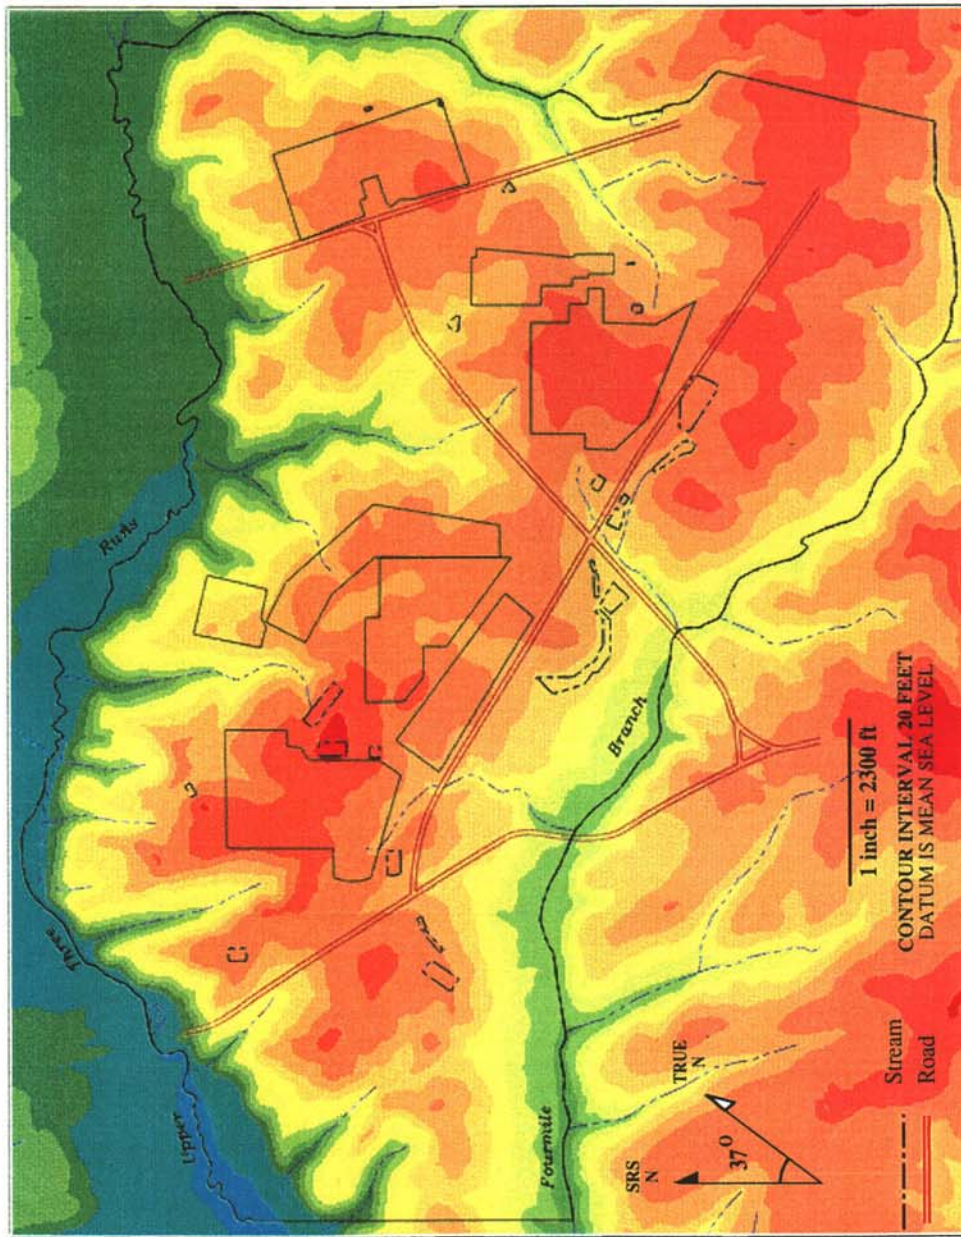 Upper
Three
Runs
Fourmile
Branch
SRS
N
TRUE
N
37°
1 inch = 2300 ft
CONTOUR INTERVAL 20 FEET
DATUM IS MEAN SEA LEVEL
Stream
Road